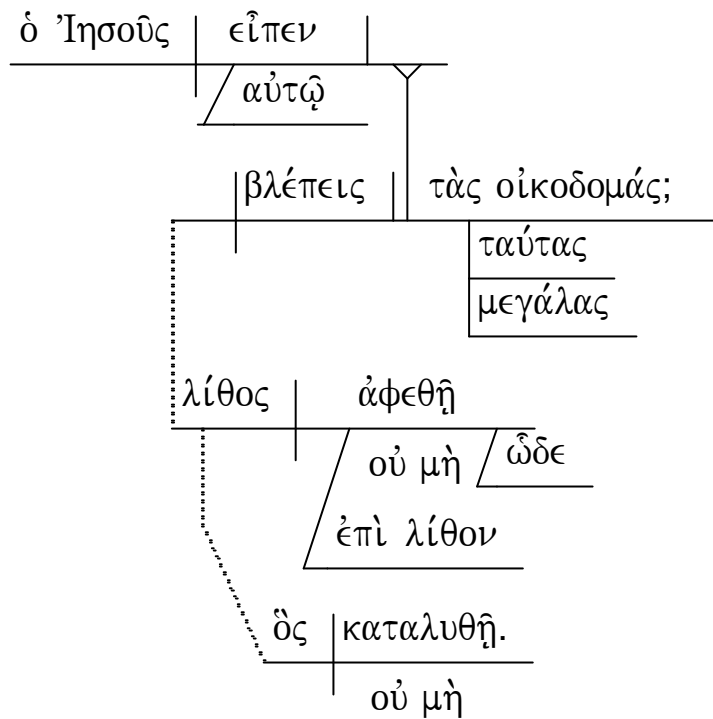 ὁ Ἰησοῦς εἶπεν
αὐτῷ
βλέπεις τὰς οἰκοδομάς;
ταύτας
μεγάλας
λίθος ἀφεθῇ
οὐ μὴ ὧδε
ἐπὶ λίθον
ὃς καταλυθῇ.
οὐ μὴ